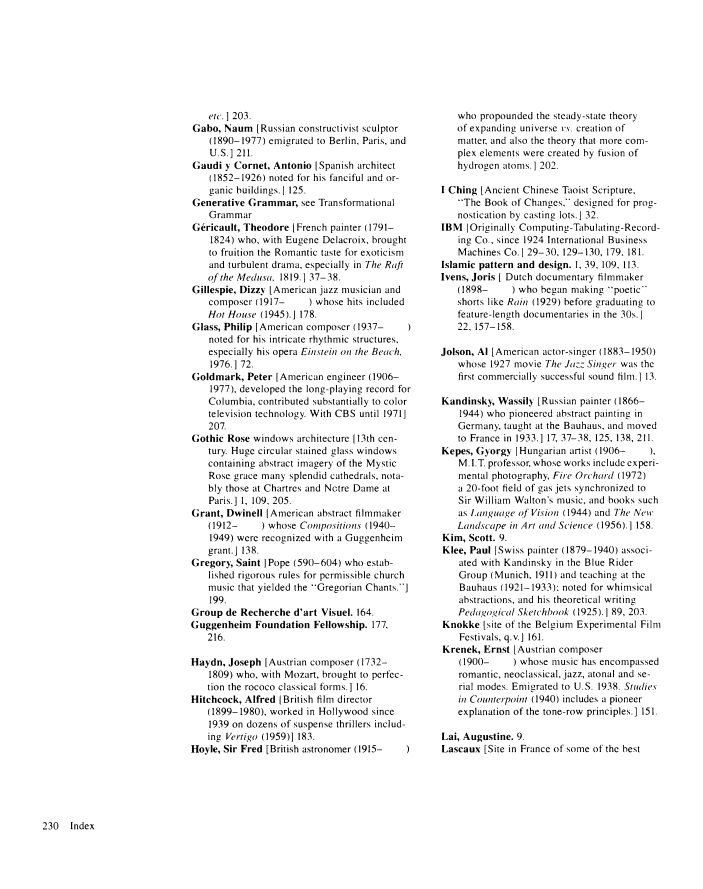 etc.] 203.
Gabo, Naum [Russian constructivist sculptor
(1890–1977) emigrated to Berlin, Paris, and
U.S.] 211.
Gaudi y Cornet, Antonio [Spanish architect
(1852–1926) noted for his fanciful and or-
ganic buildings.] 125.
Generative Grammar, see Transformational
Grammar
Géricault, Theodore [French painter (1791–
1824) who, with Eugene Delacroix, brought
to fruition the Romantic taste for exoticism
and turbulent drama, especially in The Raft
of the Medusa, 1819.] 37–38.
Gillespie, Dizzy [American jazz musician and
composer (1917–      ) whose hits included
Hot House (1945).] 178.
Glass, Philip [American composer (1937–      )
noted for his intricate rhythmic structures,
especially his opera Einstein on the Beach,
1976.] 72.
Goldmark, Peter [American engineer (1906–
1977), developed the long-playing record for
Columbia, contributed substantially to color
television technology. With CBS until 1971]
207.
Gothic Rose windows architecture [13th cen-
tury. Huge circular stained glass windows
containing abstract imagery of the Mystic
Rose grace many splendid cathedrals, nota-
bly those at Chartres and Notre Dame at
Paris.] 1, 109, 205.
Grant, Dwinell [American abstract filmmaker
(1912–      ) whose Compositions (1940–
1949) were recognized with a Guggenheim
grant.] 138.
Gregory, Saint [Pope (590–604) who estab-
lished rigorous rules for permissible church
music that yielded the "Gregorian Chants."]
199.
Group de Recherche d'art Visuel. 164.
Guggenheim Foundation Fellowship. 177,
216.
Haydn, Joseph [Austrian composer (1732–
1809) who, with Mozart, brought to perfec-
tion the rococo classical forms.] 16.
Hitchcock, Alfred [British film director
(1899–1980), worked in Hollywood since
1939 on dozens of suspense thrillers includ-
ing Vertigo (1959)] 183.
Hoyle, Sir Fred [British astronomer (1915–      )
who propounded the steady-state theory
of expanding universe vs. creation of
matter, and also the theory that more com-
plex elements were created by fusion of
hydrogen atoms.] 202.
I Ching [Ancient Chinese Taoist Scripture,
"The Book of Changes," designed for prog-
nostication by casting lots.] 32.
IBM [Originally Computing-Tabulating-Record-
ing Co., since 1924 International Business
Machines Co.] 29–30, 129–130, 179, 181.
Islamic pattern and design. 1, 39, 109, 113.
Ivens, Joris [ Dutch documentary filmmaker
(1898–      ) who began making "poetic"
shorts like Rain (1929) before graduating to
feature-length documentaries in the 30s.]
22, 157–158.
Jolson, Al [American actor-singer (1883–1950)
whose 1927 movie The Jazz Singer was the
first commercially successful sound film.] 13.
Kandinsky, Wassily [Russian painter (1866–
1944) who pioneered abstract painting in
Germany, taught at the Bauhaus, and moved
to France in 1933.] 17, 37–38, 125, 138, 211.
Kepes, Gyorgy [Hungarian artist (1906–      ),
M.I.T. professor, whose works include experi-
mental photography, Fire Orchard (1972)
a 20-foot field of gas jets synchronized to
Sir William Walton's music, and books such
as Language of Vision (1944) and The New
Landscape in Art and Science (1956).] 158.
Kim, Scott. 9.
Klee, Paul [Swiss painter (1879–1940) associ-
ated with Kandinsky in the Blue Rider
Group (Munich, 1911) and teaching at the
Bauhaus (1921–1933); noted for whimsical
abstractions, and his theoretical writing
Pedagogical Sketchbook (1925).] 89, 203.
Knokke [site of the Belgium Experimental Film
Festivals, q.v.] 161.
Krenek, Ernst [Austrian composer
(1900–      ) whose music has encompassed
romantic, neoclassical, jazz, atonal and se-
rial modes. Emigrated to U.S. 1938. Studies
in Counterpoint (1940) includes a pioneer
explanation of the tone-row principles.] 151.
Lai, Augustine. 9.
Lascaux [Site in France of some of the best
230 Index